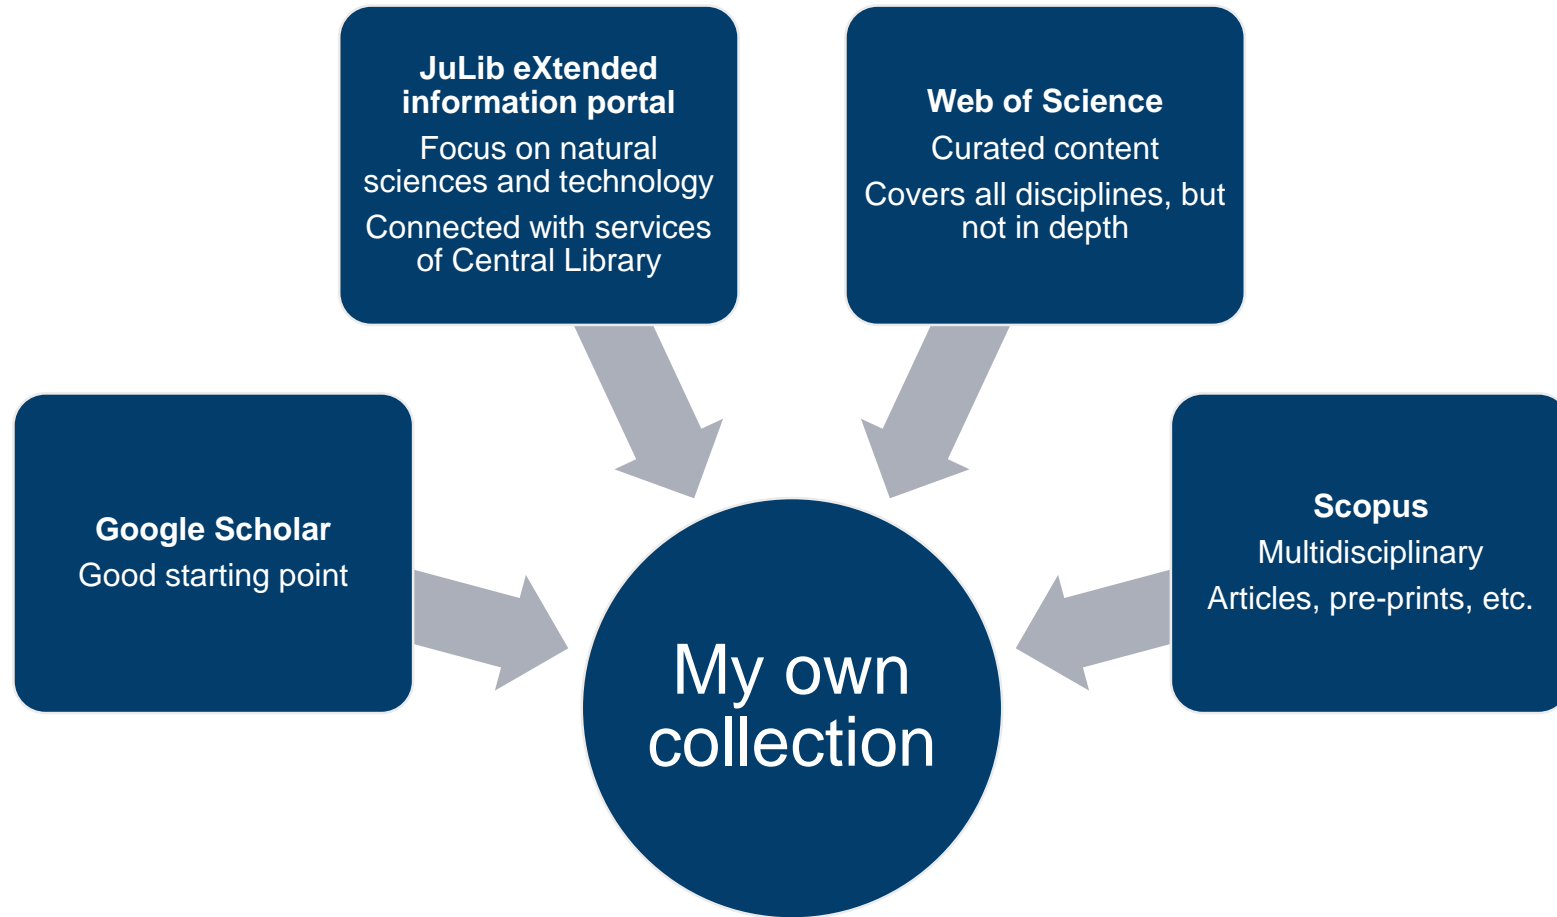 JuLib eXtended
information portal
Focus on natural
sciences and technology
Connected with services
of Central Library
Web of Science
Curated content
Covers all disciplines, but
not in depth
Google Scholar
Good starting point
Scopus
Multidisciplinary
Articles, pre-prints, etc.
My own
collection